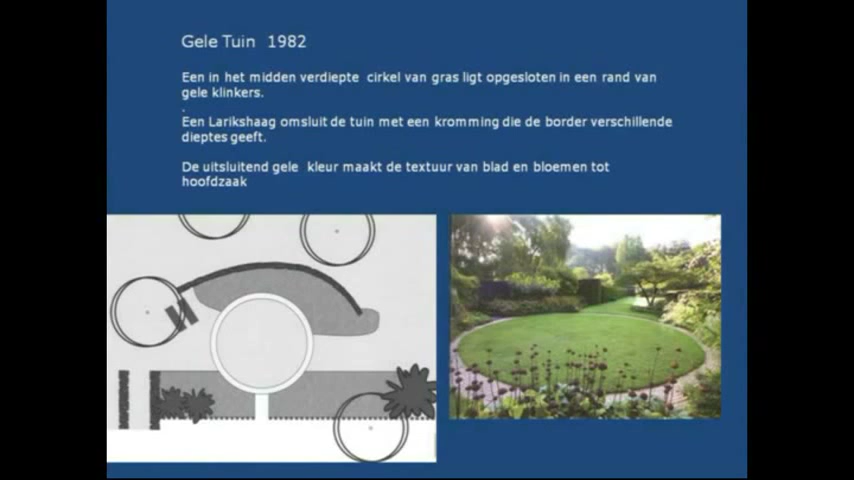 Gele Tuin 1982
Een in het midden verdiepte cirkel van gras ligt opgesloten in een rand van
gele klinkers.
.
Een Larikshaag omsluit de tuin met een kromming die de border verschillende
dieptes geeft.
De uitsluitend gele kleur maakt de textuur van blad en bloemen tot
hoofdzaak